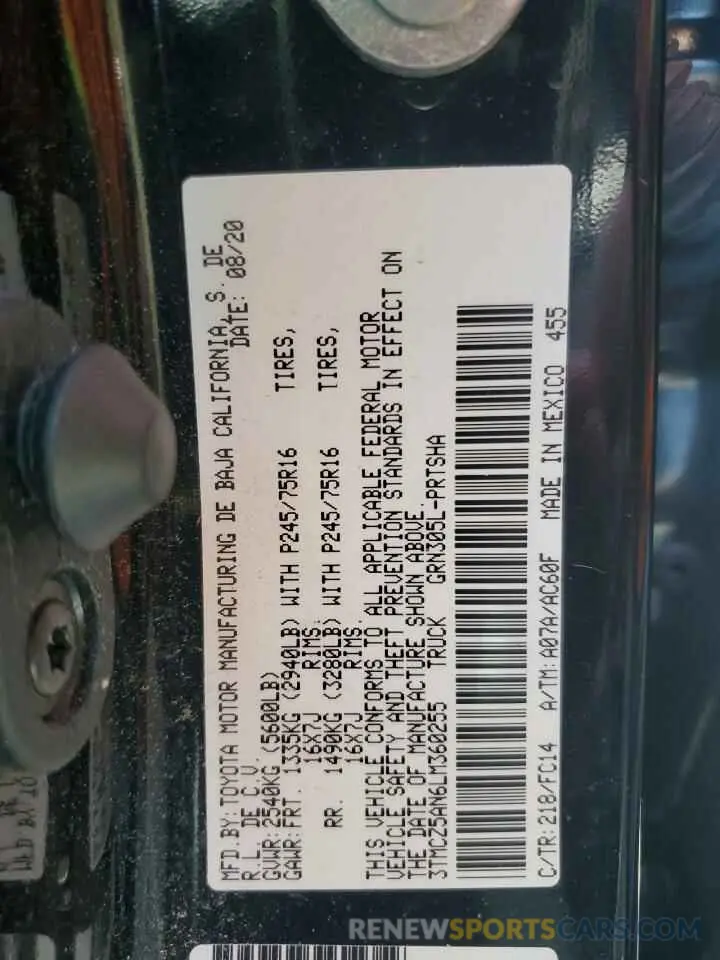 MFD.BY: TOYOTA MOTOR MANUFACTURING DE BAJA CALIFORNIA, S. DE
R.L. DE C.V. DATE: 08/20
GVWR: 2540KG (5600LB)
GAWR: FRT. 1335KG (2940LB) WITH P245/75R16 TIRES,
16X7J RIMS:
RR. 1490KG (3280LB) WITH P245/75R16 TIRES,
16X7J RIMS.
THIS VEHICLE CONFORMS TO ALL APPLICABLE FEDERAL MOTOR
VEHICLE SAFETY AND THEFT PREVENTION STANDARDS IN EFFECT ON
THE DATE OF MANUFACTURE SHOWN ABOVE.
3TMCZ5AN6LM360255 TRUCK GRN305L-PRTSHA
C/TR: 218/FC14 A/TM: A07A/AC60F MADE IN MEXICO 455
RENEWSPORTSCARS.COM